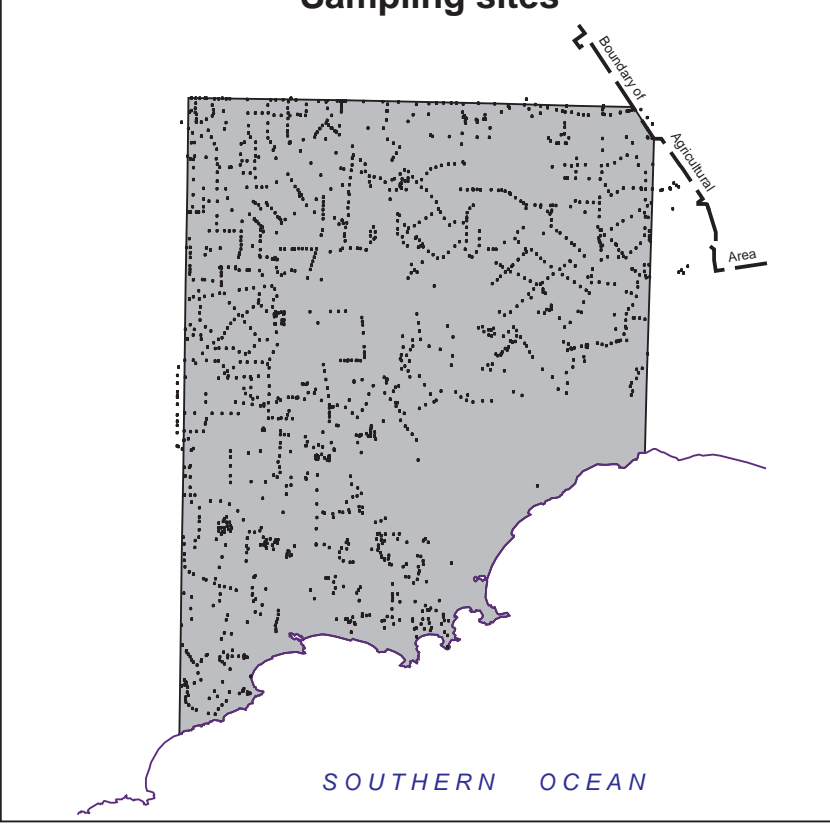 Sampling sites
Boundary of
Agricultural
Area
SOUTHERN OCEAN